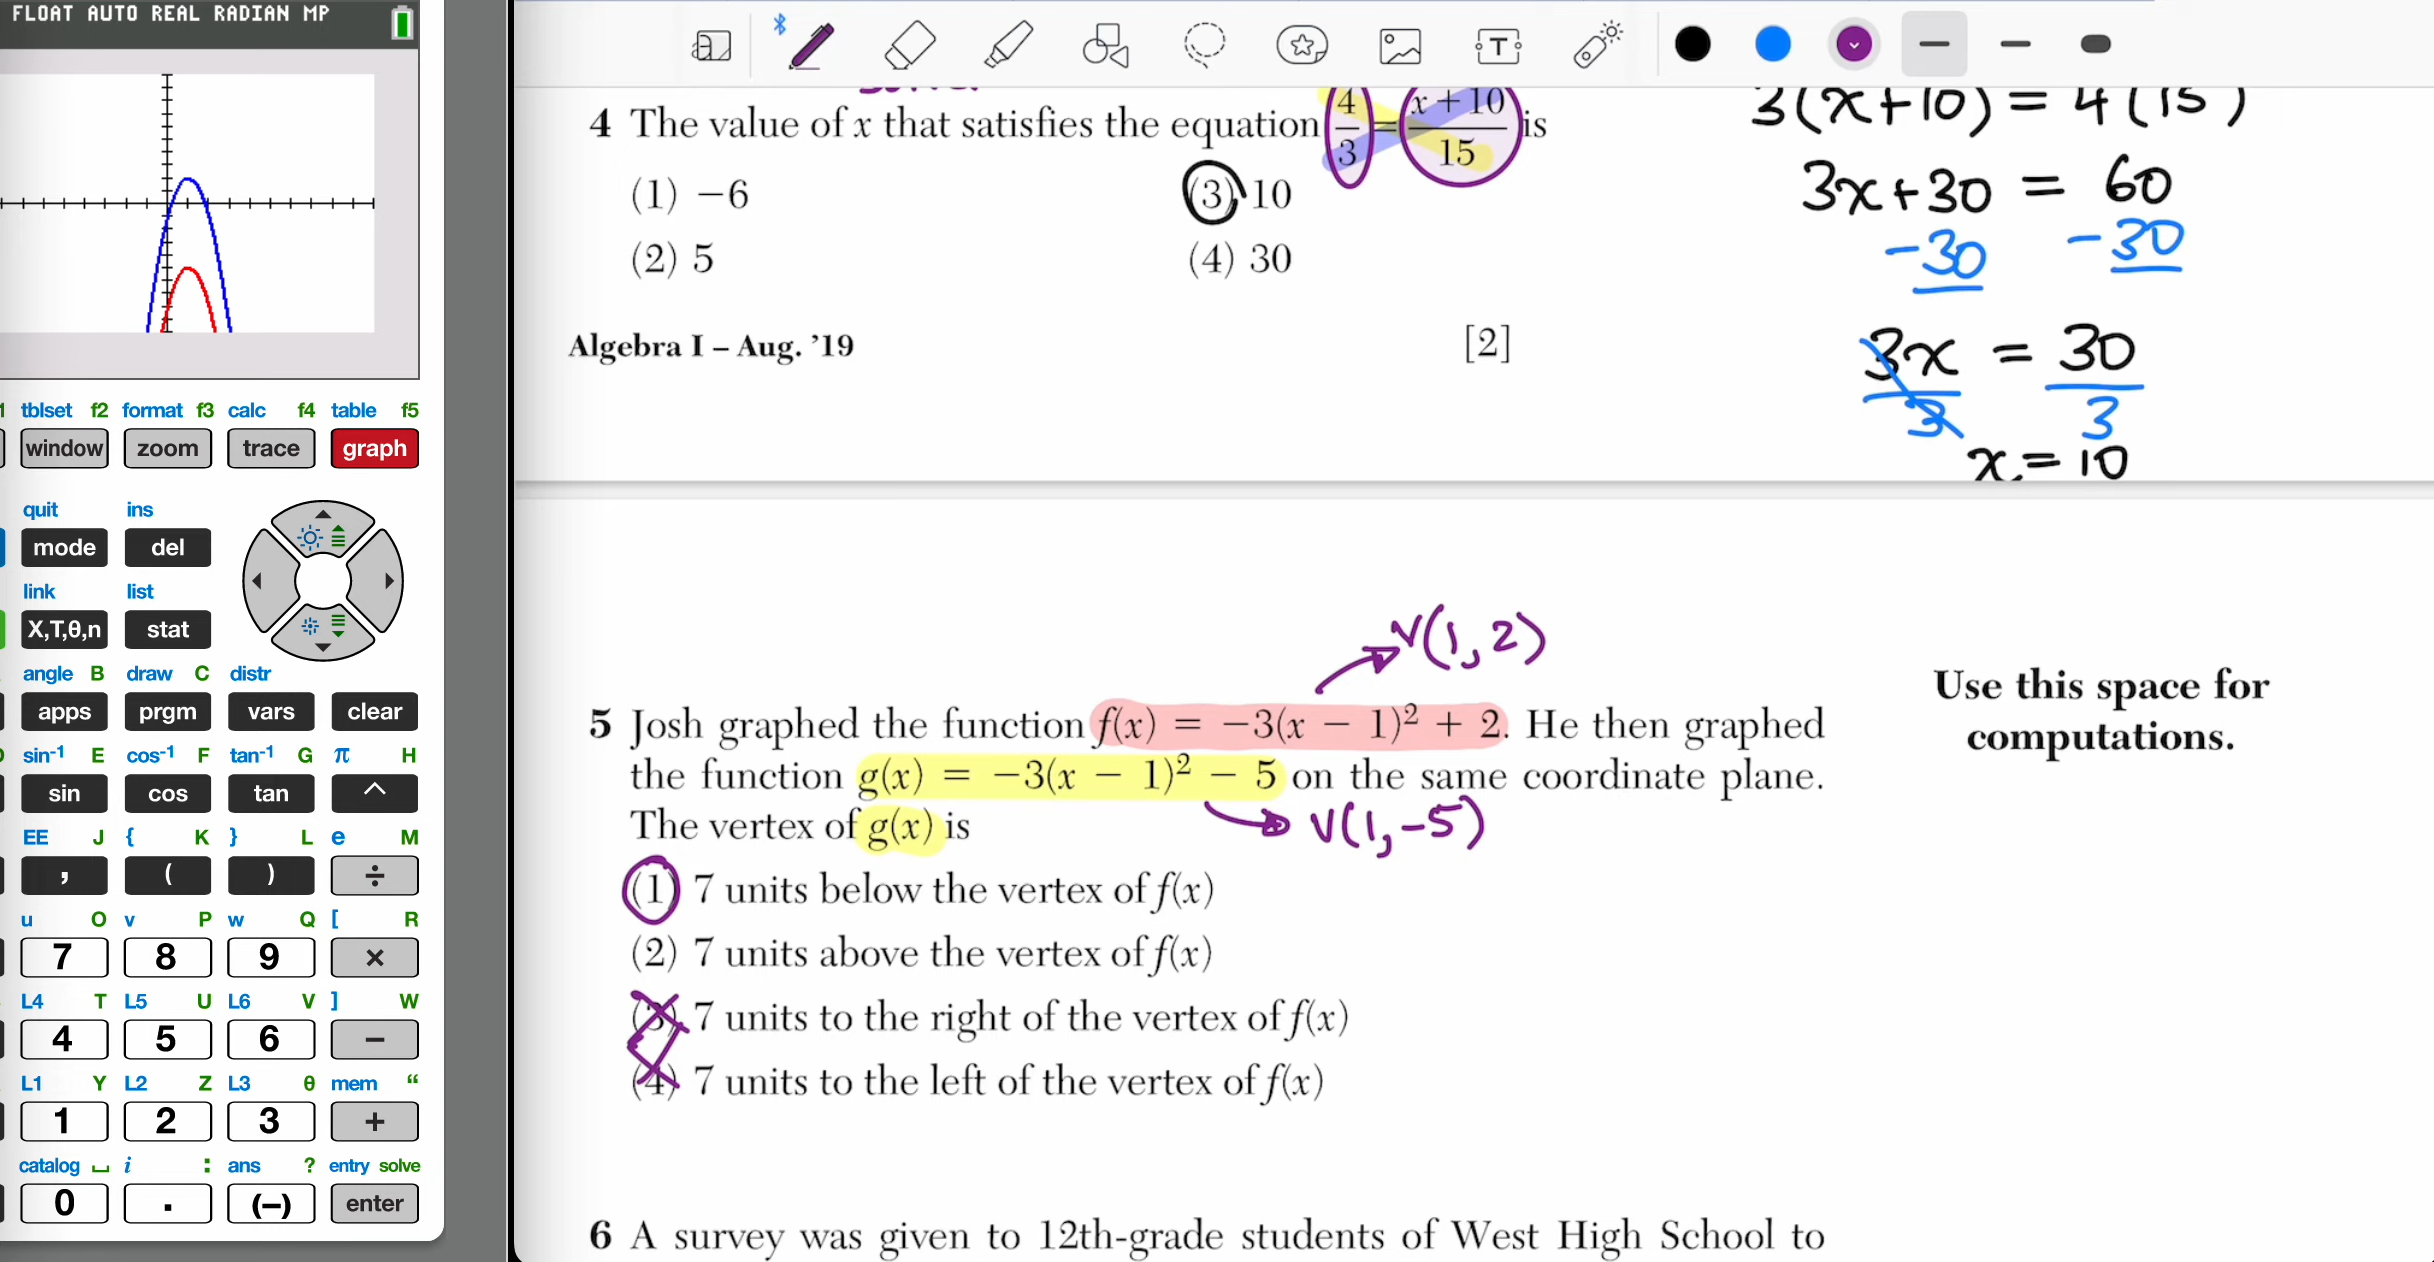 FLOAT AUTO REAL RADIAN MP
tblset f2 format f3 calc f4 table f5
window zoom trace graph
quit ins
mode del
link list
X,T,θ,n stat
angle B draw C distr
apps prgm vars clear
sin-1 E cos-1 F tan-1 G π H
sin cos tan ^
EE J { K } L e M
, ( ) ÷
u O v P w Q [ R
7 8 9 ×
L4 T L5 U L6 V ] W
4 5 6 −
L1 Y L2 Z L3 θ mem “
1 2 3 +
catalog ⎵ i : ans ? entry solve
0 . (–) enter
T
4 The value of x that satisfies the equation 4/3 = x + 10/15 is
(1) −6 (3) 10
(2) 5 (4) 30
Algebra I – Aug. ’19 [2]
3(x+10) = 4(15)
3x+30 = 60
-30 -30
3x = 30
3 3
x = 10
V(1,2)
Use this space for
computations.
5 Josh graphed the function f(x) = −3(x − 1)² + 2. He then graphed
the function g(x) = −3(x − 1)² − 5 on the same coordinate plane.
The vertex of g(x) is
V(1,-5)
(1) 7 units below the vertex of f(x)
(2) 7 units above the vertex of f(x)
(3) 7 units to the right of the vertex of f(x)
(4) 7 units to the left of the vertex of f(x)
6 A survey was given to 12th-grade students of West High School to